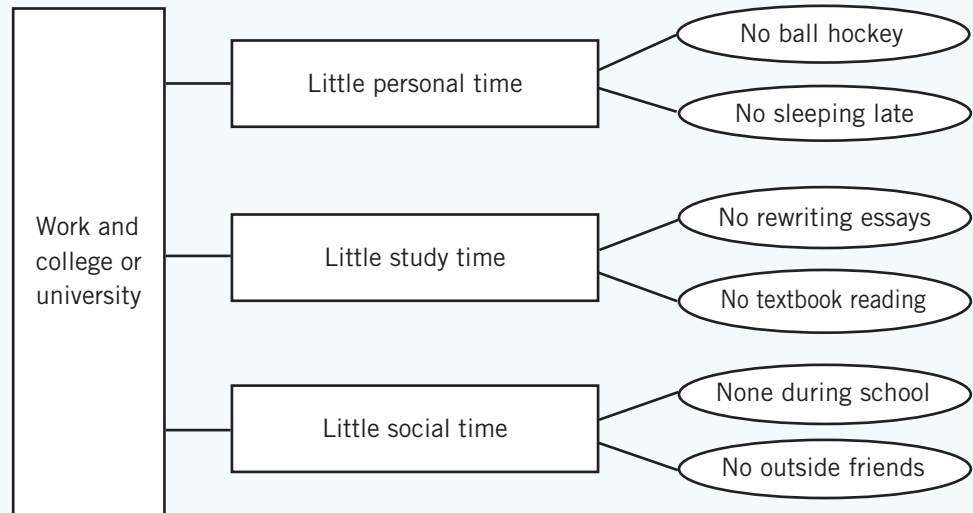 Work and
college or
university
Little personal time
No ball hockey
No sleeping late
Little study time
No rewriting essays
No textbook reading
Little social time
None during school
No outside friends